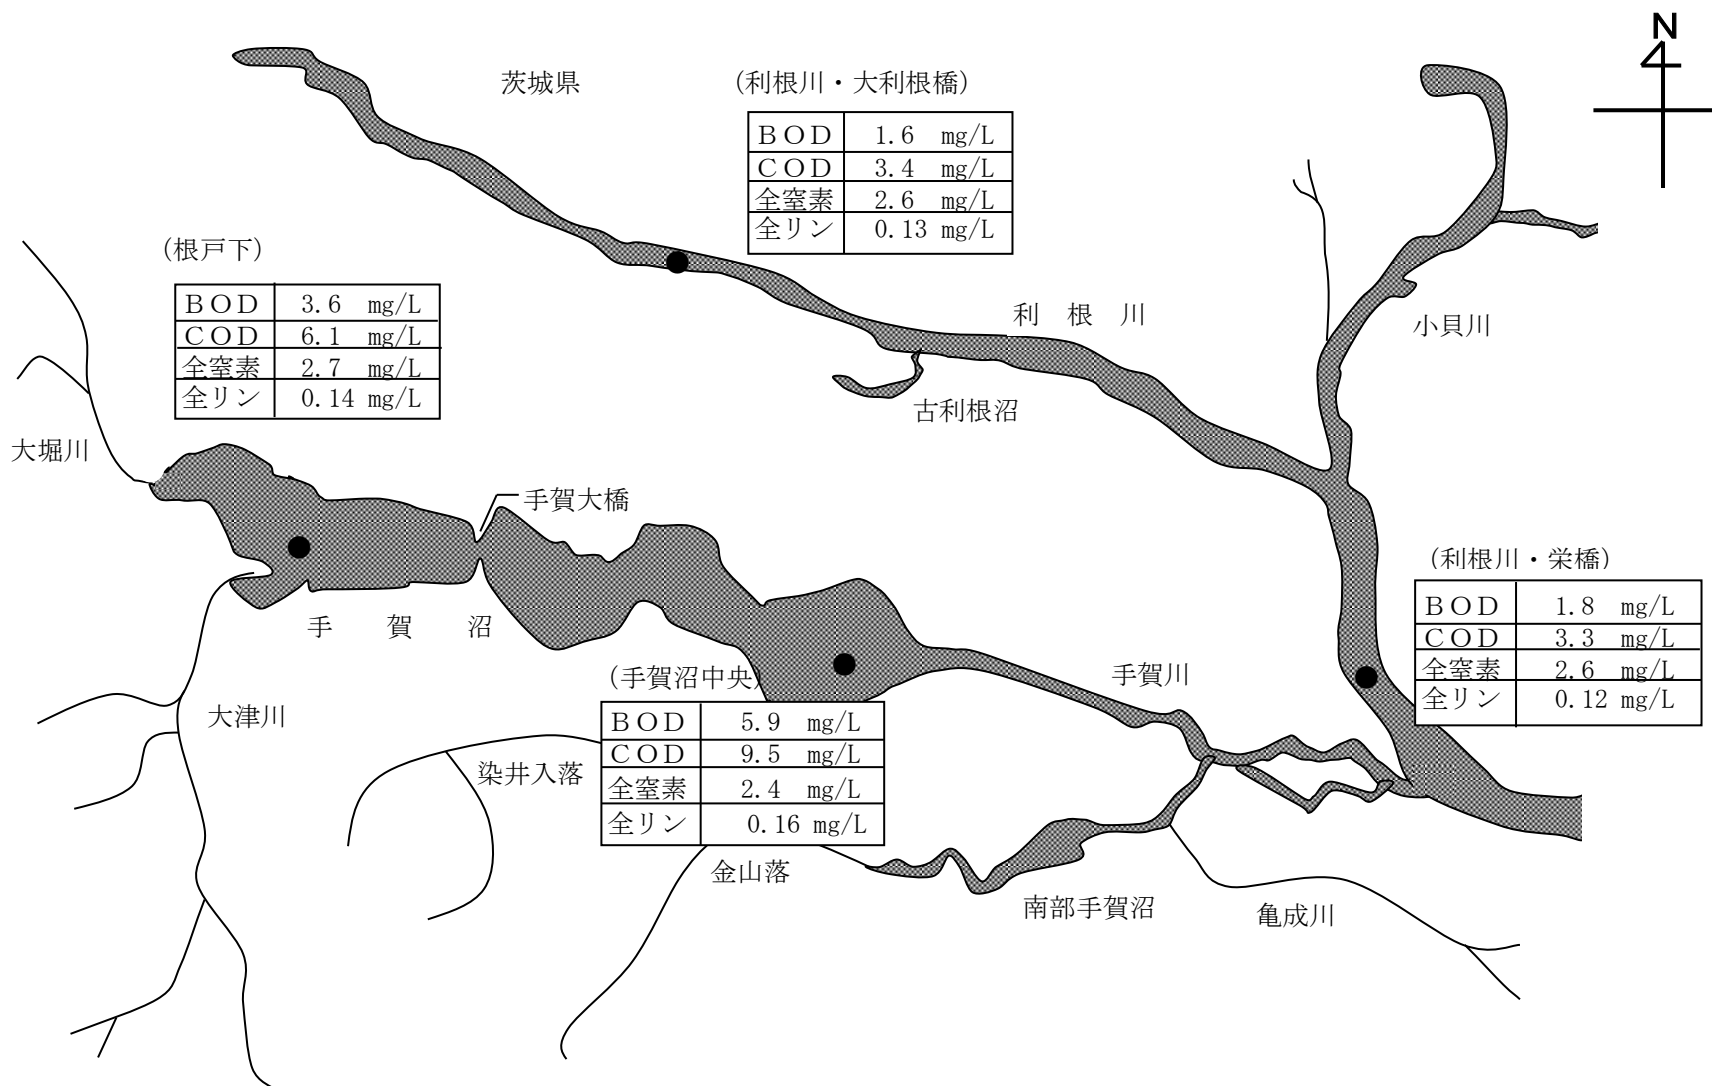 N
茨城県
(利根川・大利根橋)
BOD 1.6 mg/L
COD 3.4 mg/L
全窒素 2.6 mg/L
全リン 0.13 mg/L
(根戸下)
BOD 3.6 mg/L
COD 6.1 mg/L
全窒素 2.7 mg/L
全リン 0.14 mg/L
利根川
小貝川
古利根沼
大堀川
手賀大橋
(利根川・栄橋)
BOD 1.8 mg/L
COD 3.3 mg/L
全窒素 2.6 mg/L
全リン 0.12 mg/L
手賀沼
(手賀沼中央)
BOD 5.9 mg/L
COD 9.5 mg/L
全窒素 2.4 mg/L
全リン 0.16 mg/L
手賀川
大津川
染井入落
金山落
南部手賀沼
亀成川